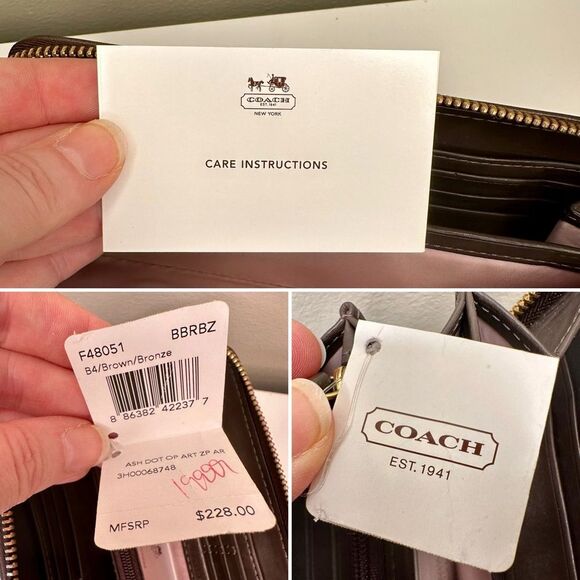 COACH
EST. 1941
NEW YORK
CARE INSTRUCTIONS
F48051 BBRBZ
B4/Brown/Bronze
8 86382 42237 7
ASH DOT OP ART ZP AR
3H00068748
MFSRP $228.00
COACH
EST. 1941